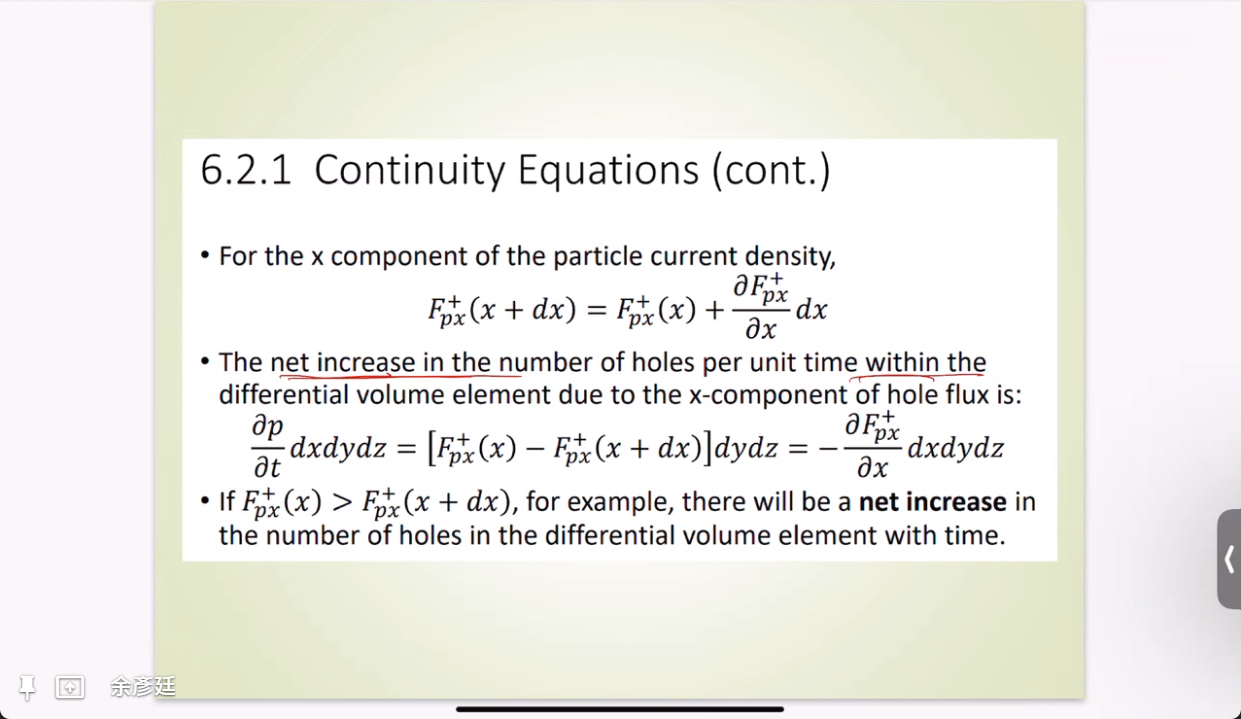 6.2.1 Continuity Equations (cont.)
• For the x component of the particle current density,
$F_{px}^{+}(x + dx) = F_{px}^{+}(x) + \frac{\partial F_{px}^{+}}{\partial x} dx$
• The net increase in the number of holes per unit time within the
differential volume element due to the x-component of hole flux is:
$\frac{\partial p}{\partial t} dxdydz = [F_{px}^{+}(x) - F_{px}^{+}(x + dx)]dydz = -\frac{\partial F_{px}^{+}}{\partial x} dxdydz$
• If $F_{px}^{+}(x) > F_{px}^{+}(x + dx)$, for example, there will be a net increase in
the number of holes in the differential volume element with time.
余彥廷